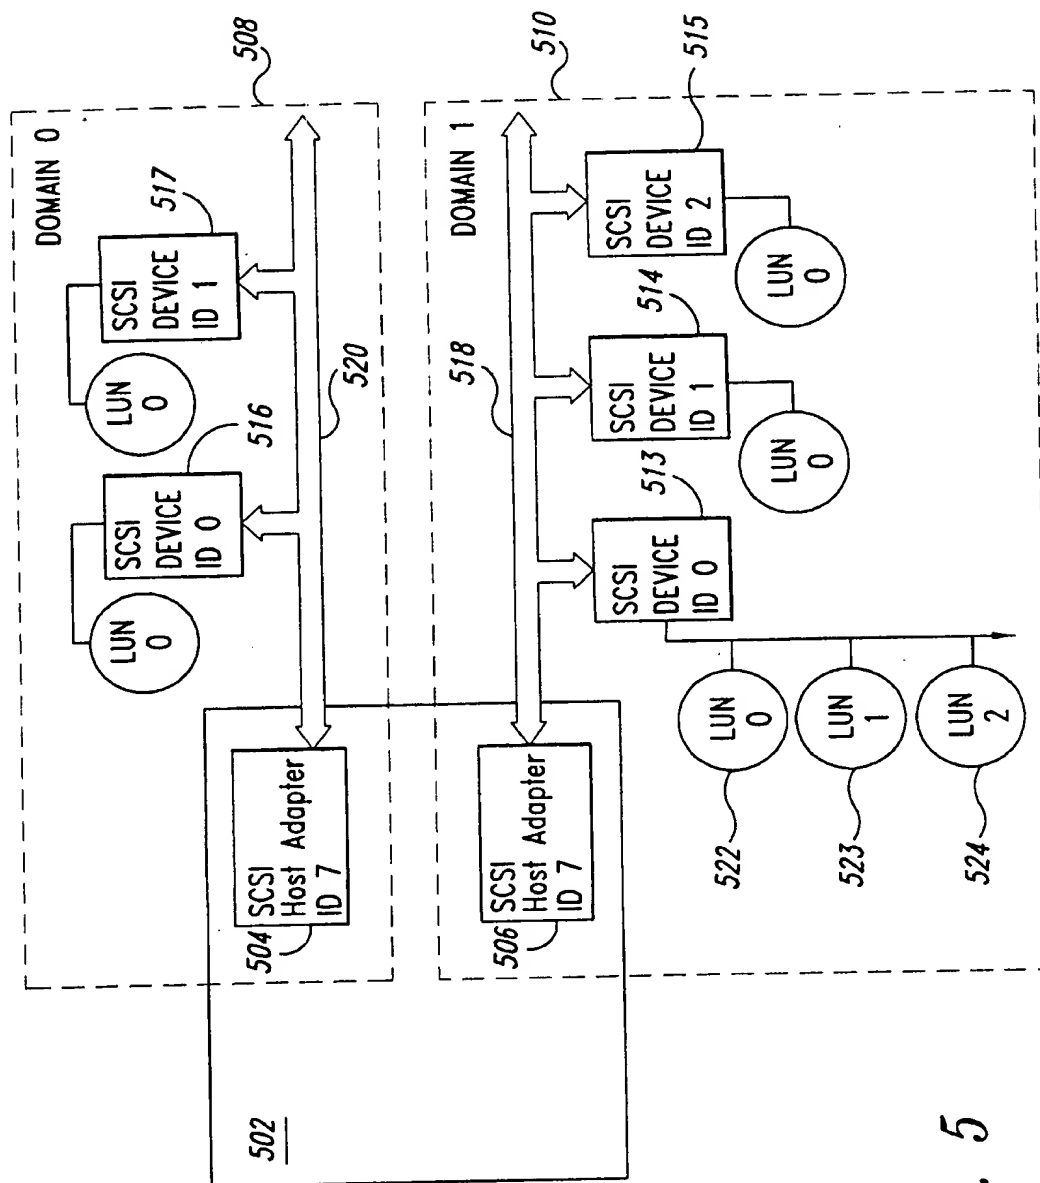 508
DOMAIN 0
517
SCSI
DEVICE
ID 1
LUN
0
516
SCSI
DEVICE
ID 0
LUN
0
520
504
SCSI
Host Adapter
ID 7
510
DOMAIN 1
515
SCSI
DEVICE
ID 2
LUN
0
518
514
SCSI
DEVICE
ID 1
LUN
0
513
SCSI
DEVICE
ID 0
506
SCSI
Host Adapter
ID 7
LUN
0
522
LUN
1
523
LUN
2
524
502
5